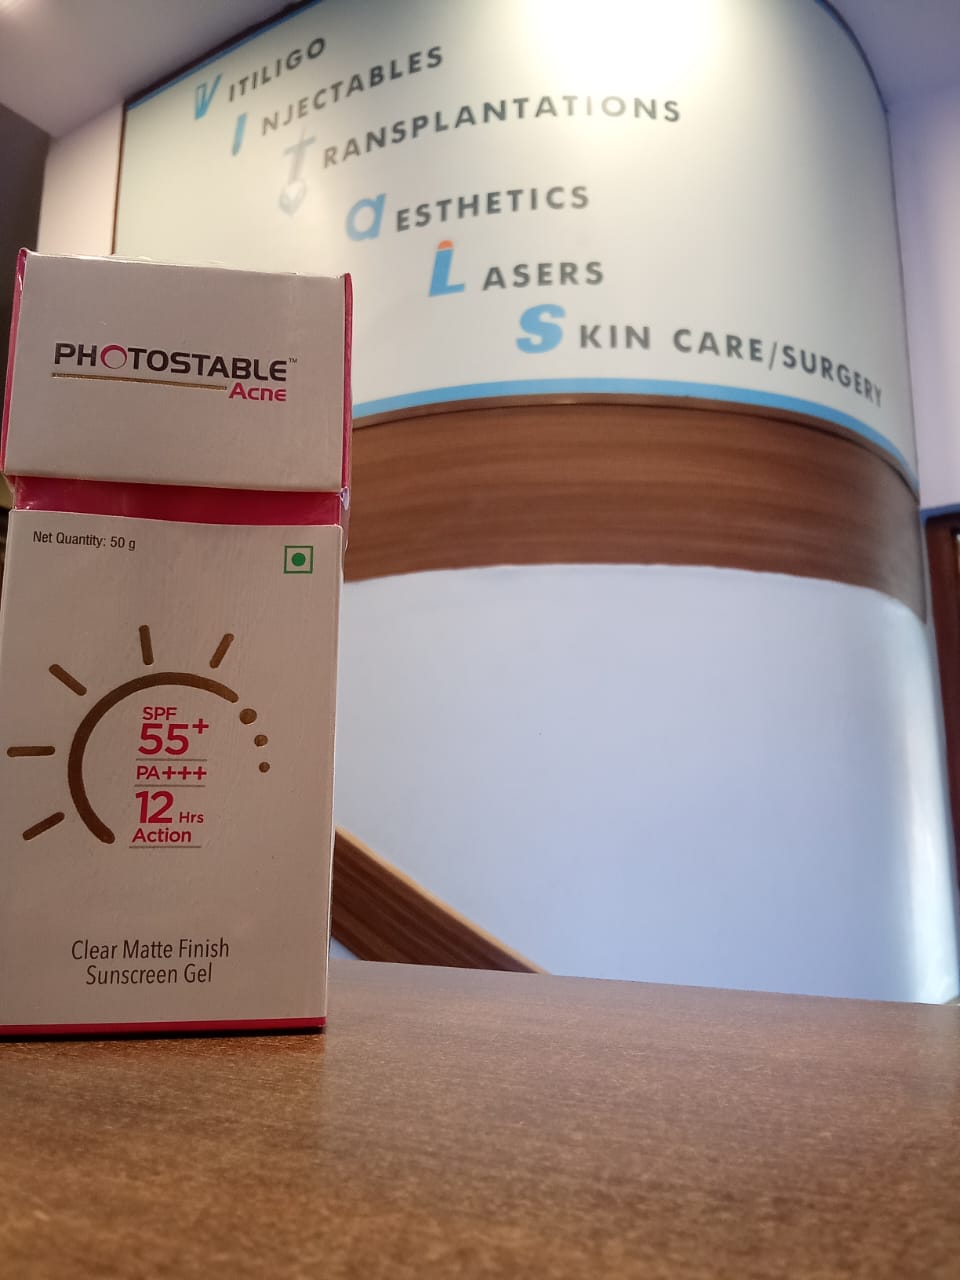 VITILIGO
INJECTABLES
TRANSPLANTATIONS
aESTHETICS
LASERS
SKIN CARE/SURGERY
PHOTOSTABLE™
Acne
Net Quantity: 50 g
SPF
55+
PA+++
12 Hrs
Action
Clear Matte Finish
Sunscreen Gel